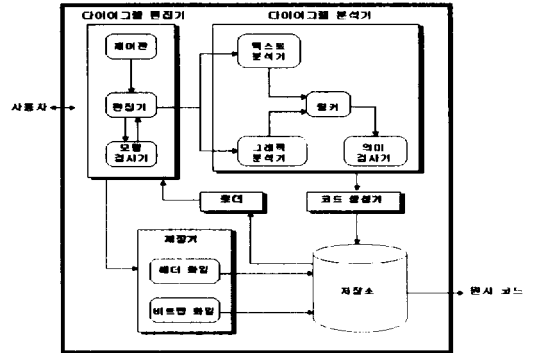 다이어그램 편집기
다이어그램 분석기
제어판
텍스트
분석기
사용자
편집기
링커
모델
검사기
그래픽
분석기
의미
검사기
로더
코드 생성기
저장기
헤더 화일
저장소
비트맵 화일
원시 코드